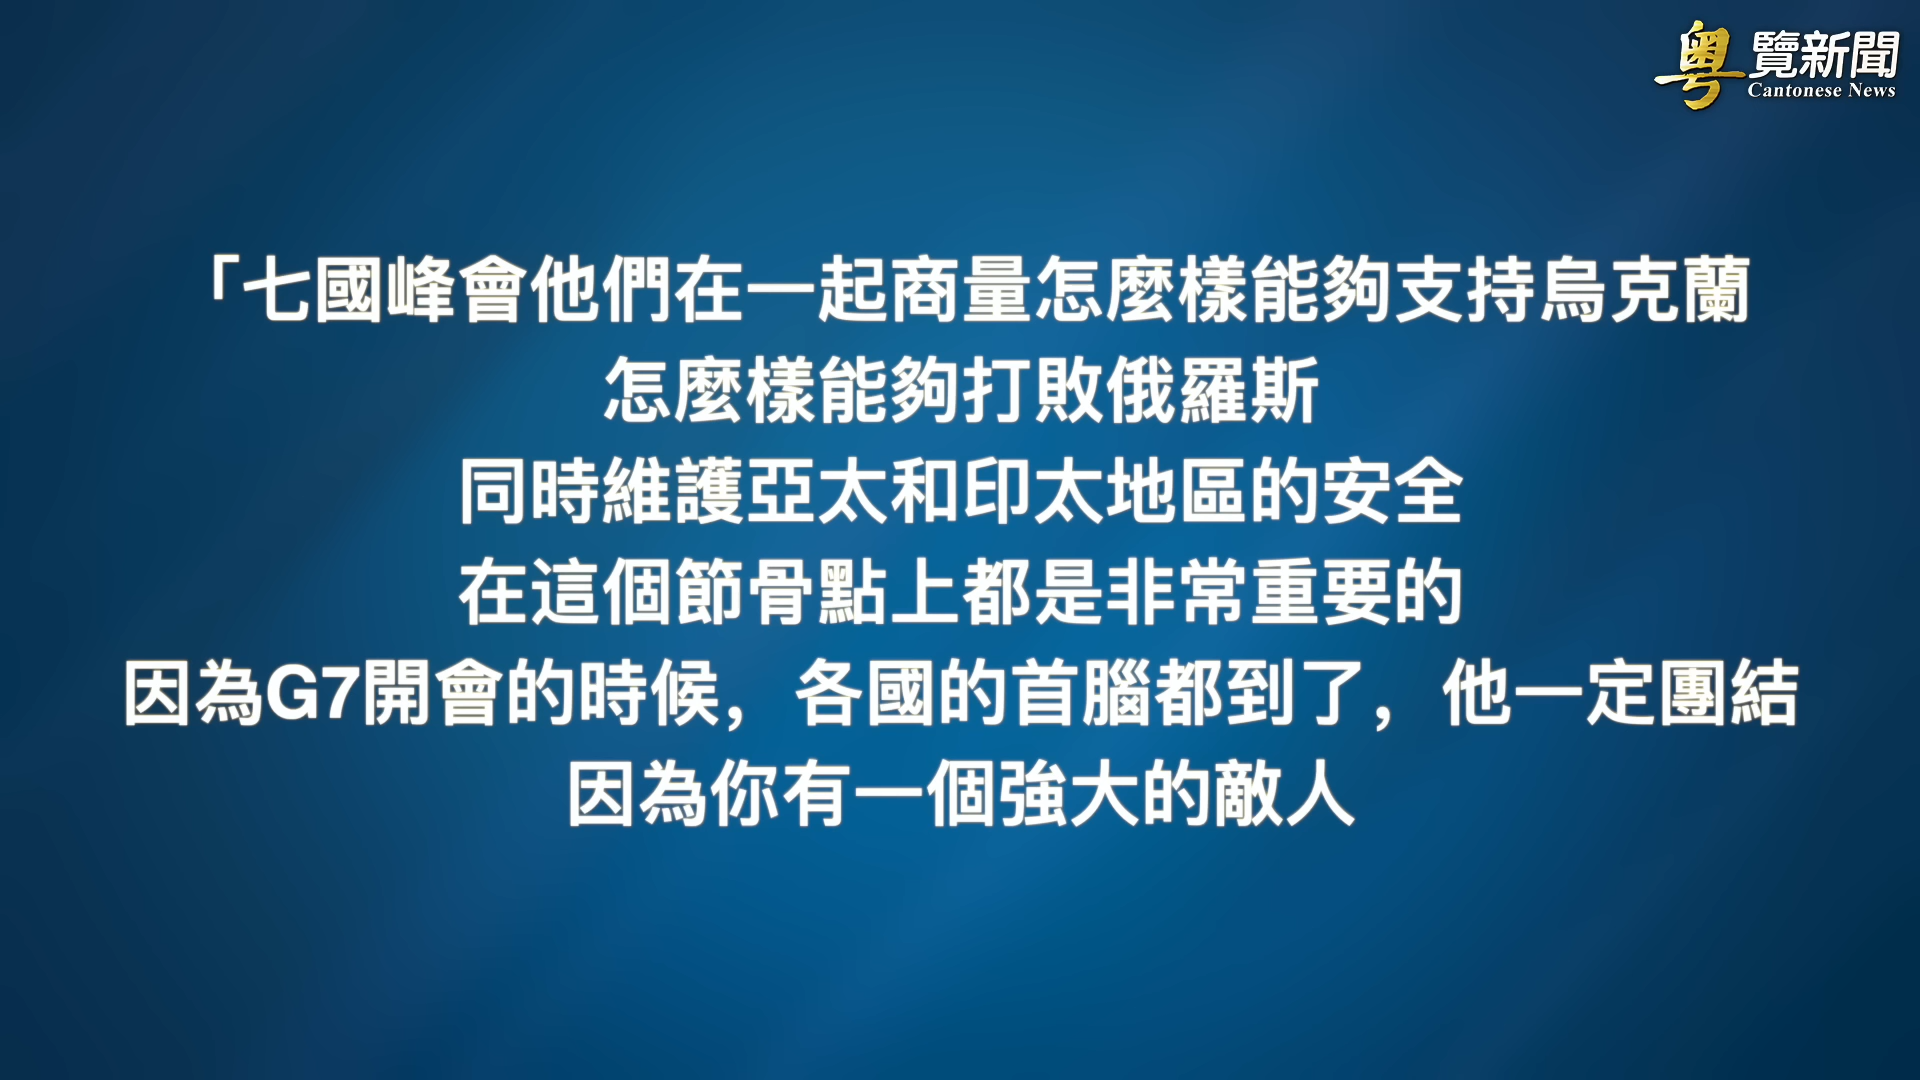 粵覽新聞
Cantonese News
「七國峰會他們在一起商量怎麼樣能夠支持烏克蘭
怎麼樣能夠打敗俄羅斯
同時維護亞太和印太地區的安全
在這個節骨點上都是非常重要的
因為G7開會的時候，各國的首腦都到了，他一定團結
因為你有一個強大的敵人